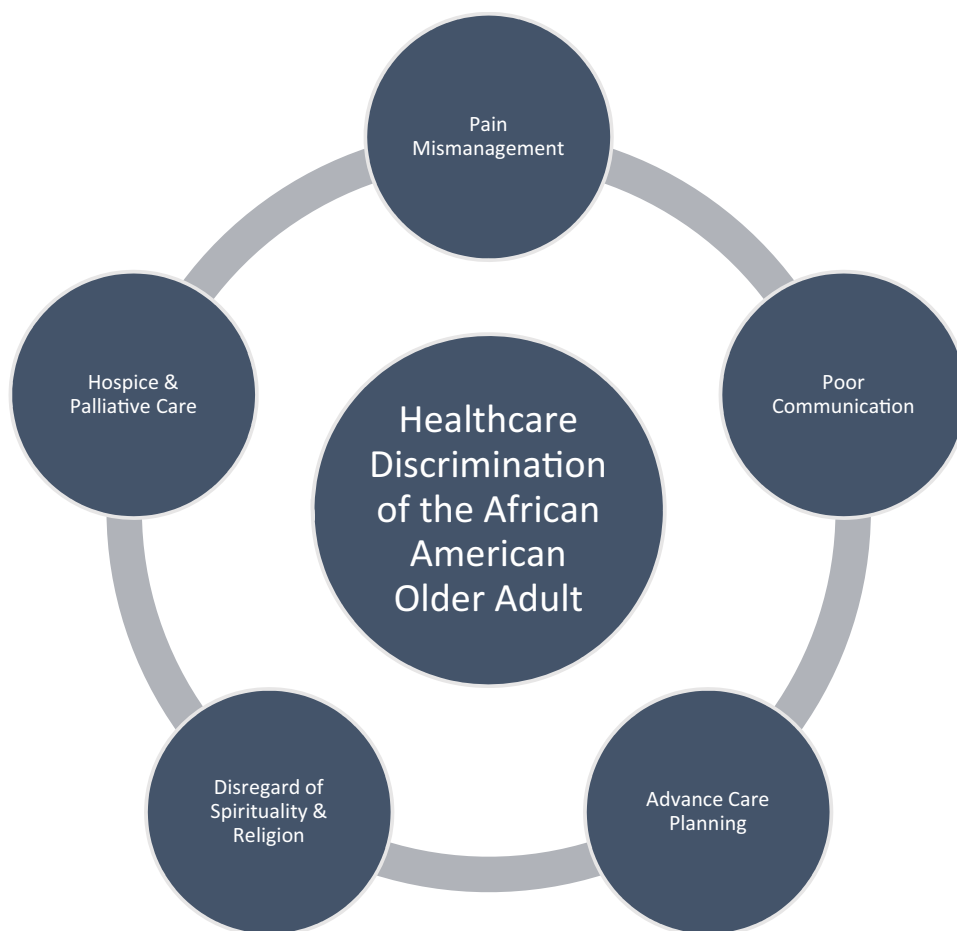 Pain
Mismanagement
Poor
Communication
Hospice &
Palliative Care
Healthcare
Discrimination
of the African
American
Older Adult
Advance Care
Planning
Disregard of
Spirituality &
Religion